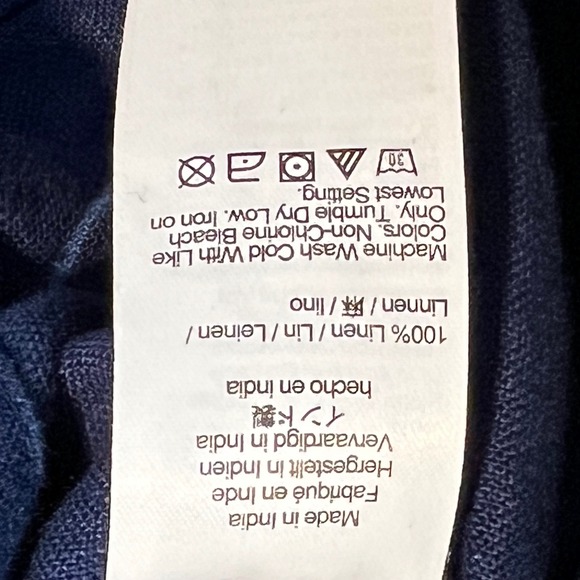 Made in India
Fabriqué en Inde
Hergestellt in Indien
Vervaardigd in India
インド製
hecho en India
100% Linen / Lin / Leinen /
Linnen / 麻 / lino
Machine Wash Cold With Like
Colors. Non-Chlorine Bleach
Only. Tumble Dry Low. Iron on
Lowest Setting.
30